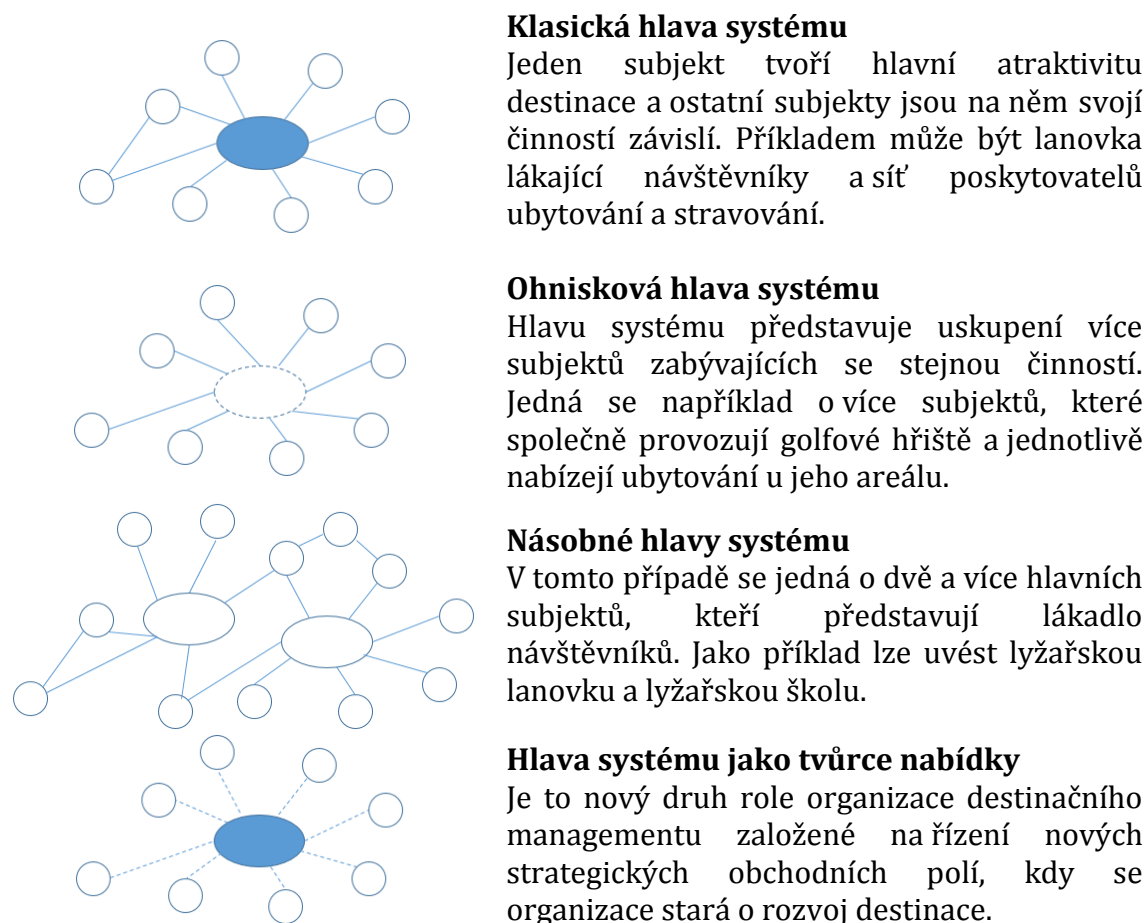 Klasická hlava systému
Jeden subjekt tvoří hlavní atraktivitu
destinace a ostatní subjekty jsou na něm svojí
činností závislí. Příkladem může být lanovka
lákající návštěvníky a síť poskytovatelů
ubytování a stravování.
Ohnisková hlava systému
Hlavu systému představuje uskupení více
subjektů zabývajících se stejnou činností.
Jedná se například o více subjektů, které
společně provozují golfové hřiště a jednotlivě
nabízejí ubytování u jeho areálu.
Násobné hlavy systému
V tomto případě se jedná o dvě a více hlavních
subjektů, kteří představují lákadlo
návštěvníků. Jako příklad lze uvést lyžařskou
lanovku a lyžařskou školu.
Hlava systému jako tvůrce nabídky
Je to nový druh role organizace destinačního
managementu založené na řízení nových
strategických obchodních polí, kdy se
organizace stará o rozvoj destinace.